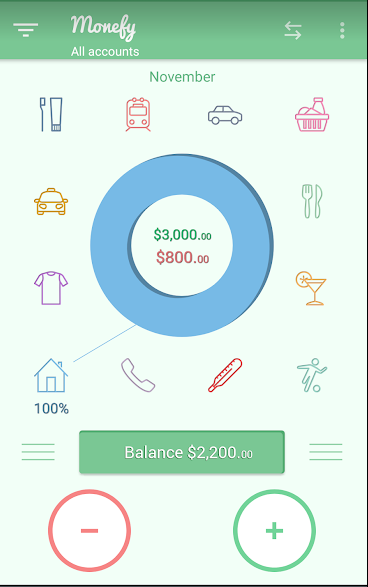 Monefy
All accounts
November
$3,000.00
$800.00
100%
Balance $2,200.00